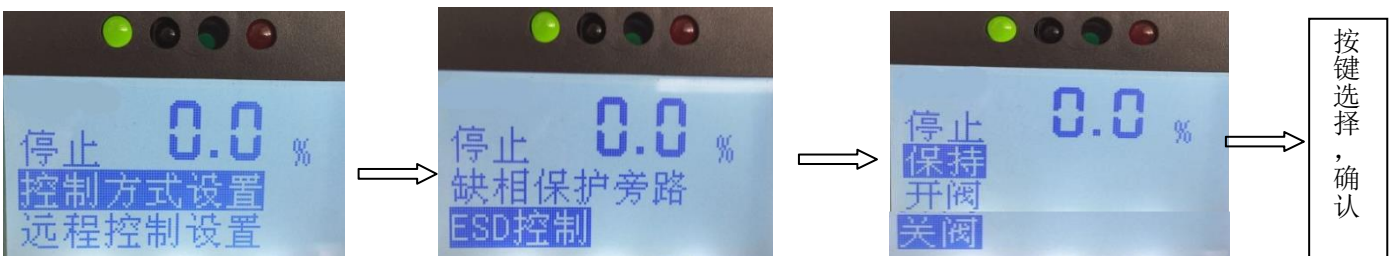 停止 0.0 %
控制方式设置
远程控制设置
停止 0.0 %
缺相保护旁路
ESD控制
停止 0.0 %
保持
开阀
关阀
按键选择，确认